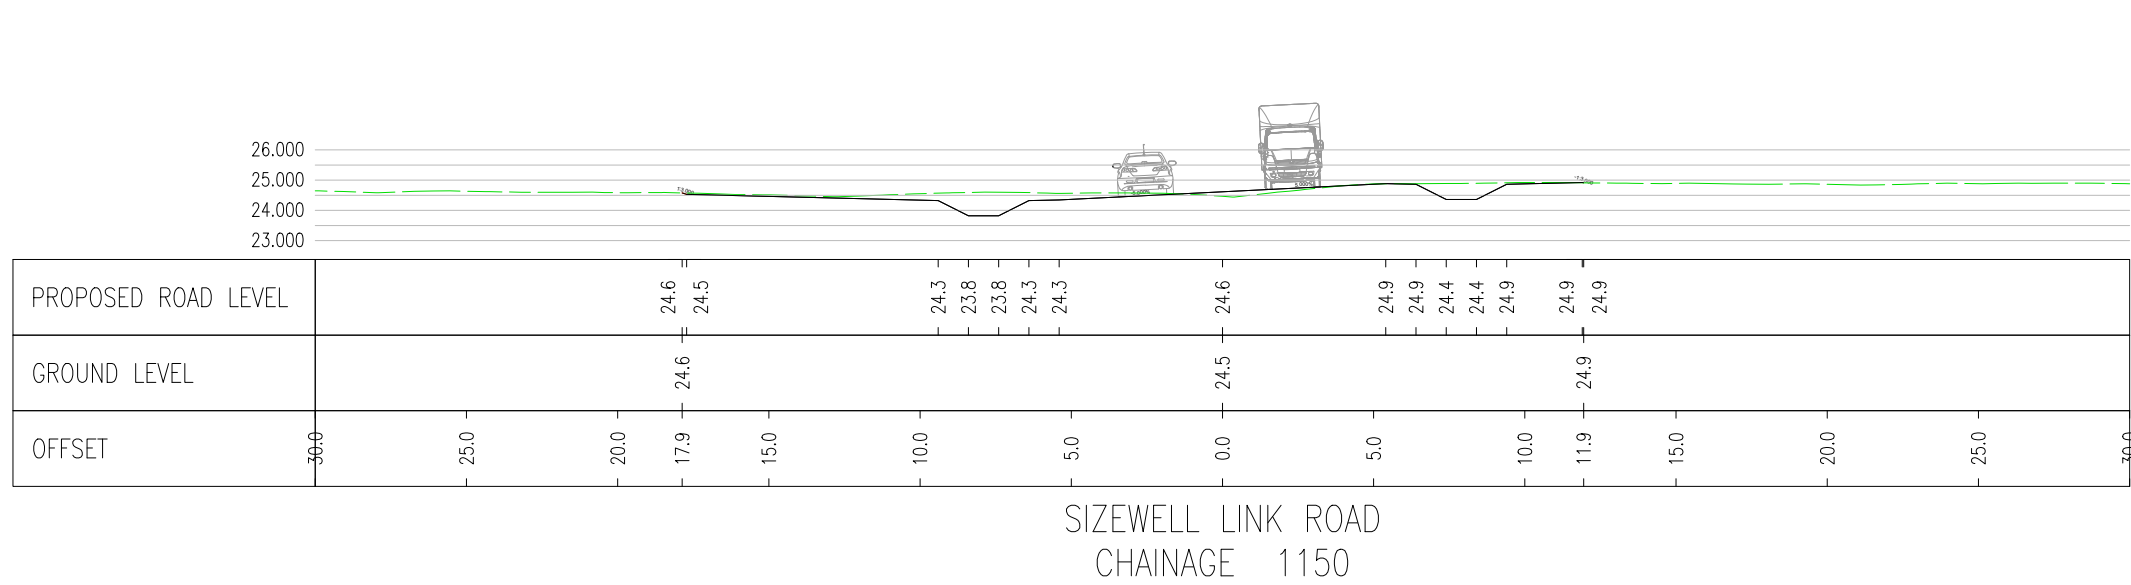 26.000
25.000
24.000
23.000
PROPOSED ROAD LEVEL 24.6 24.5 24.3 23.8 23.8 24.3 24.3 24.6 24.9 24.9 24.4 24.4 24.9 24.9 24.9
GROUND LEVEL 24.6 24.5 24.9
OFFSET 30.0 25.0 20.0 17.9 15.0 10.0 5.0 0.0 5.0 10.0 11.9 15.0 20.0 25.0 30.0
SIZEWELL LINK ROAD
CHAINAGE 1150